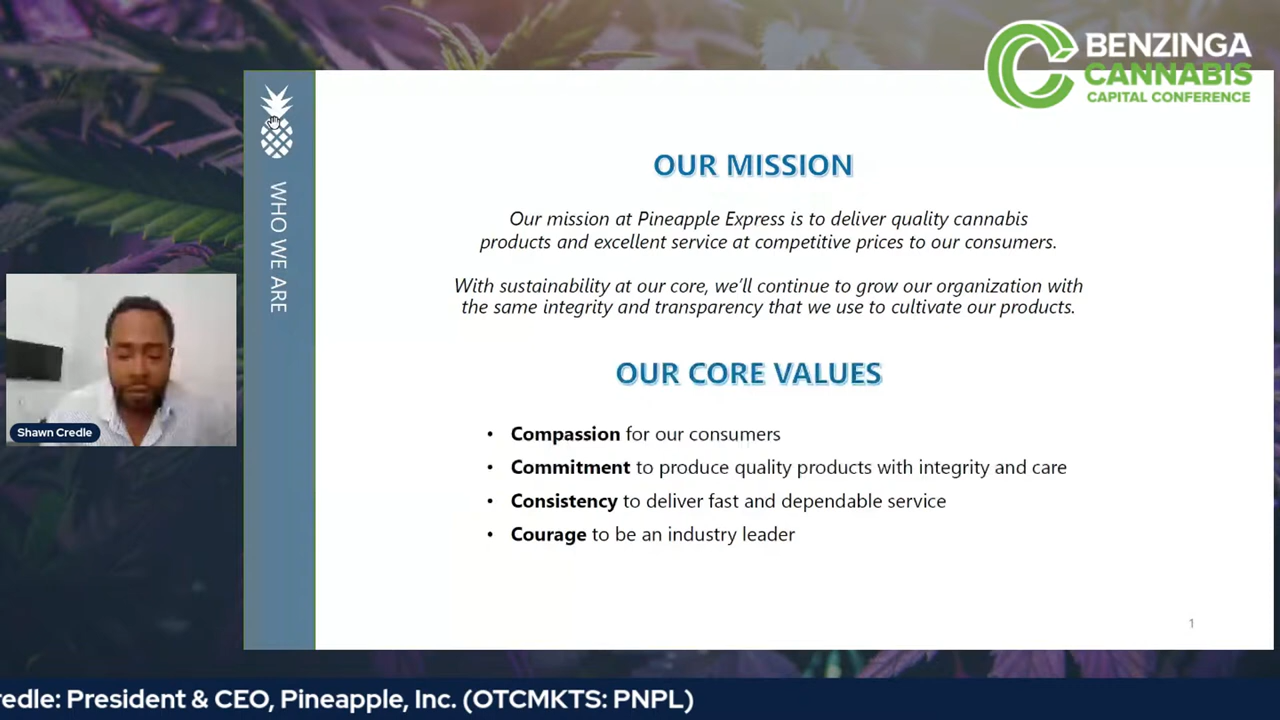 BENZINGA
CANNABIS
CAPITAL CONFERENCE
WHO WE ARE
OUR MISSION
Our mission at Pineapple Express is to deliver quality cannabis
products and excellent service at competitive prices to our consumers.
With sustainability at our core, we'll continue to grow our organization with
the same integrity and transparency that we use to cultivate our products.
OUR CORE VALUES
• Compassion for our consumers
• Commitment to produce quality products with integrity and care
• Consistency to deliver fast and dependable service
• Courage to be an industry leader
1
Shawn Credle
redle: President & CEO, Pineapple, Inc. (OTCMKTS: PNPL)